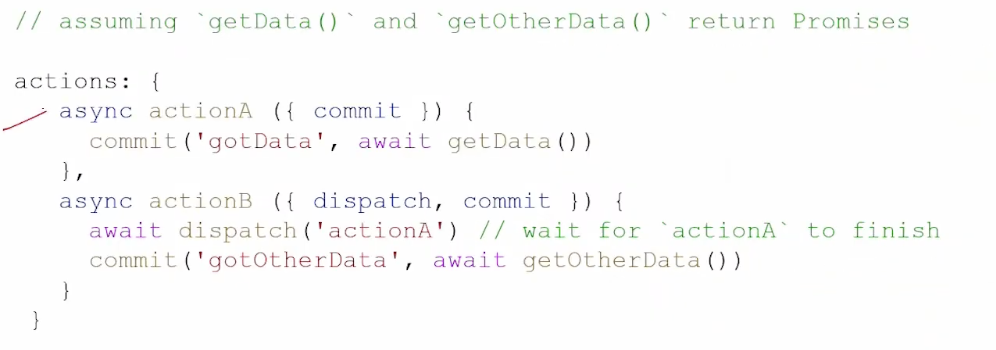 // assuming `getData()` and `getOtherData()` return Promises
actions: {
async actionA ({ commit }) {
commit('gotData', await getData())
},
async actionB ({ dispatch, commit }) {
await dispatch('actionA') // wait for `actionA` to finish
commit('gotOtherData', await getOtherData())
}
}